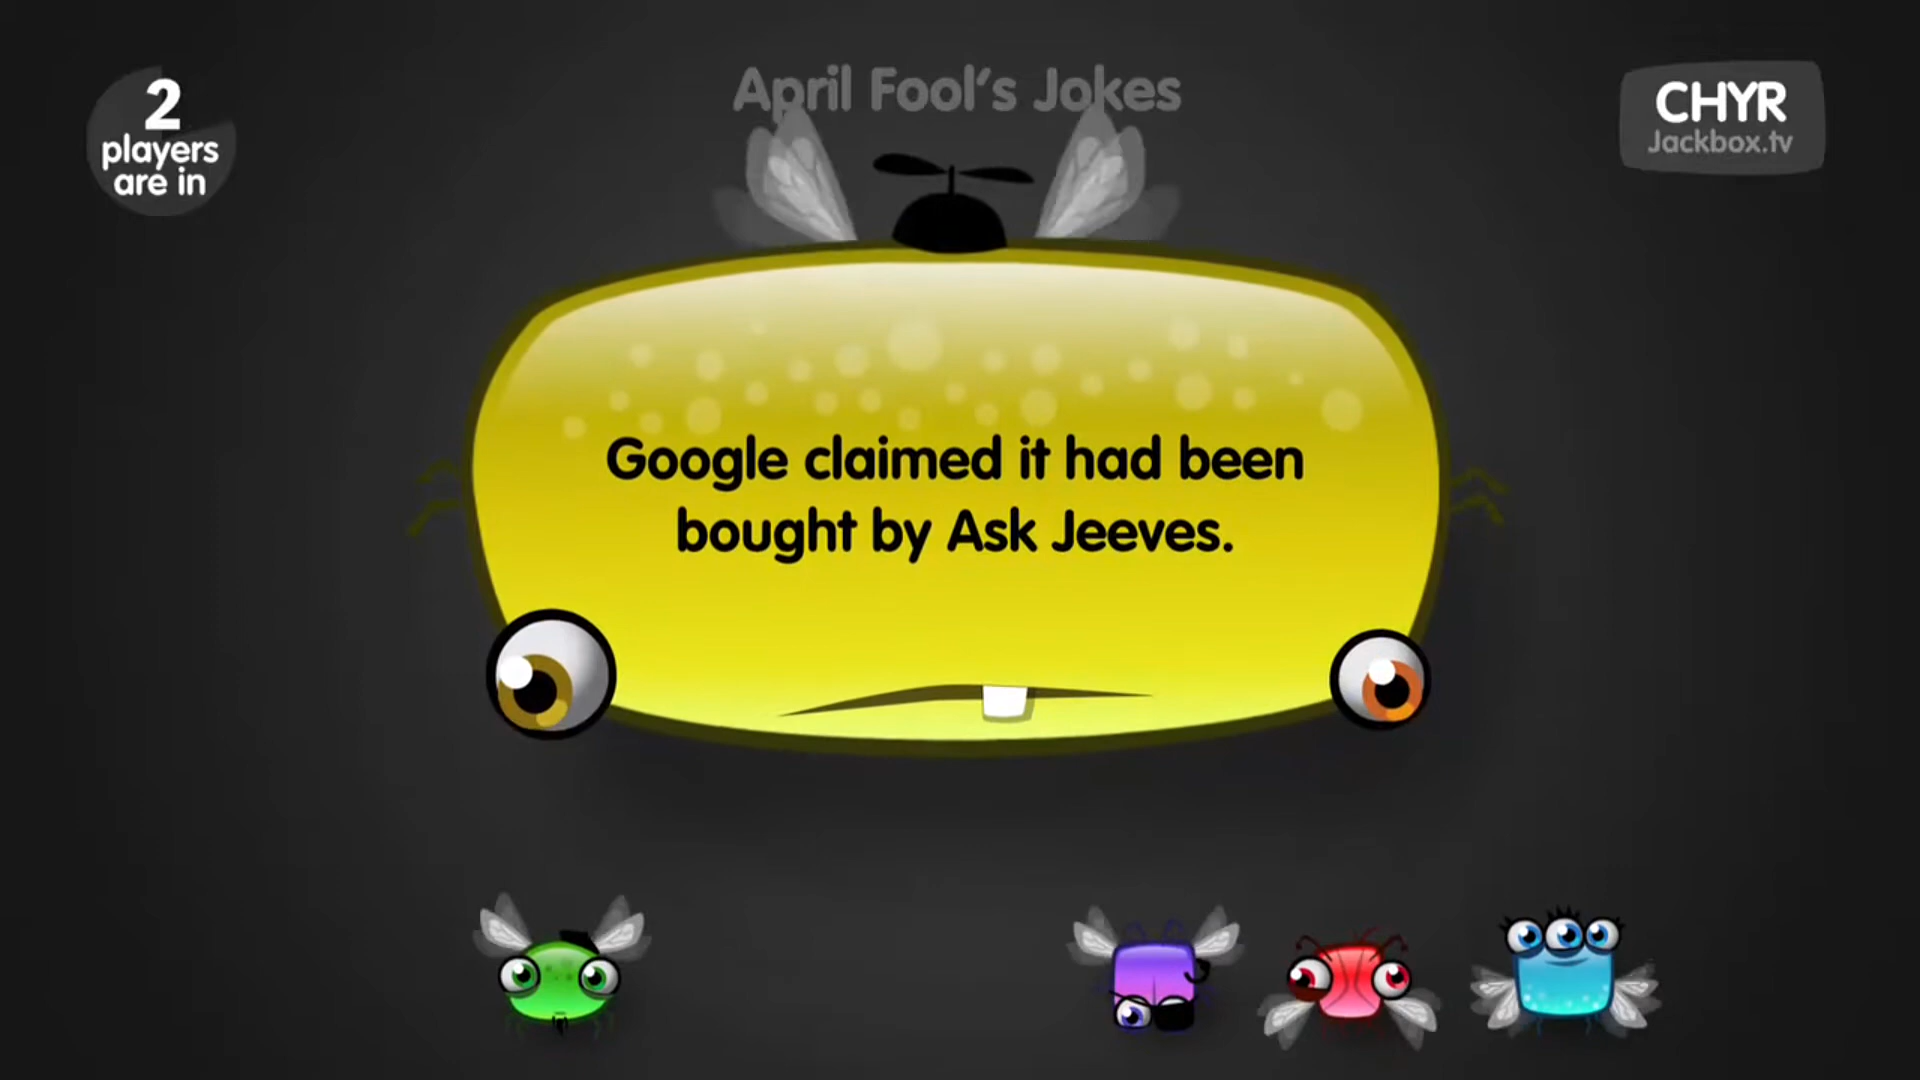 April Fool's Jokes
2
players
are in
CHYR
Jackbox.tv
Google claimed it had been
bought by Ask Jeeves.